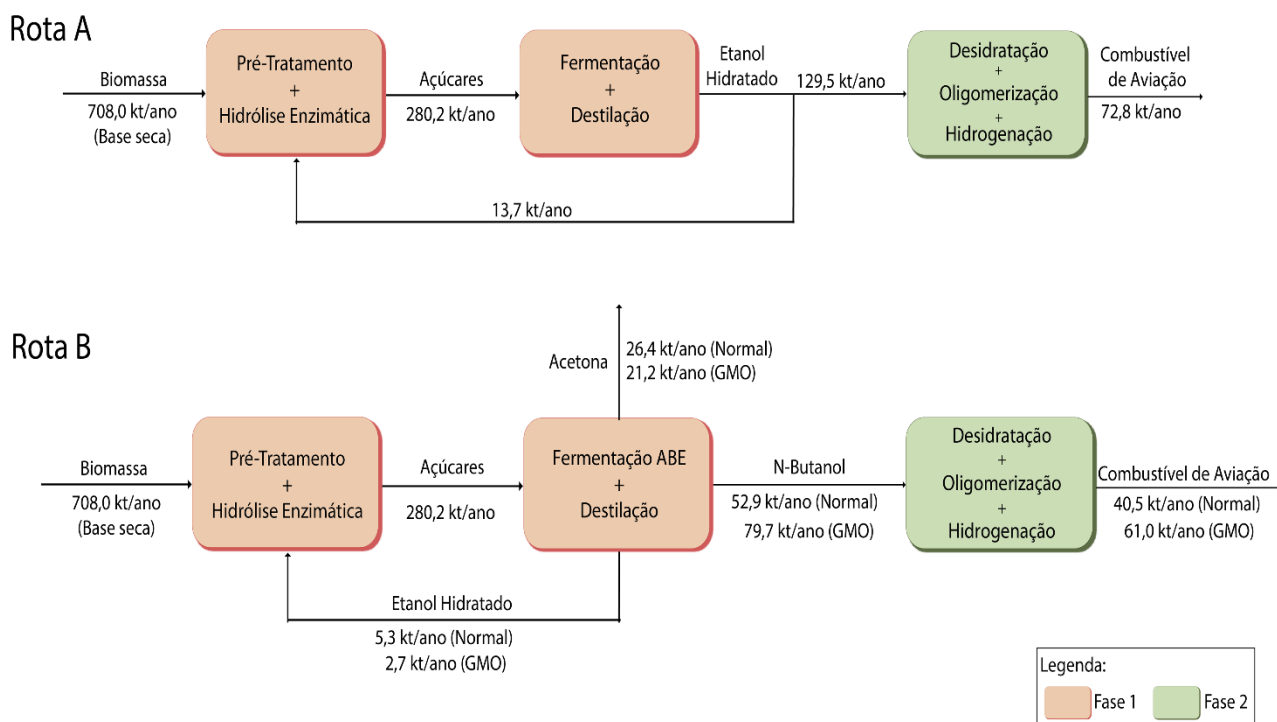 Rota A
Biomassa
708,0 kt/ano
(Base seca)
Pré-Tratamento
+
Hidrólise Enzimática
Açúcares
280,2 kt/ano
Fermentação
+
Destilação
Etanol
Hidratado
129,5 kt/ano
Desidratação
+
Oligomerização
+
Hidrogenação
Combustível
de Aviação
72,8 kt/ano
13,7 kt/ano
Rota B
Acetona
26,4 kt/ano (Normal)
21,2 kt/ano (GMO)
Biomassa
708,0 kt/ano
(Base seca)
Pré-Tratamento
+
Hidrólise Enzimática
Açúcares
280,2 kt/ano
Fermentação ABE
+
Destilação
N-Butanol
52,9 kt/ano (Normal)
79,7 kt/ano (GMO)
Desidratação
+
Oligomerização
+
Hidrogenação
Combustível de Aviação
40,5 kt/ano (Normal)
61,0 kt/ano (GMO)
Etanol Hidratado
5,3 kt/ano (Normal)
2,7 kt/ano (GMO)
Legenda:
Fase 1
Fase 2